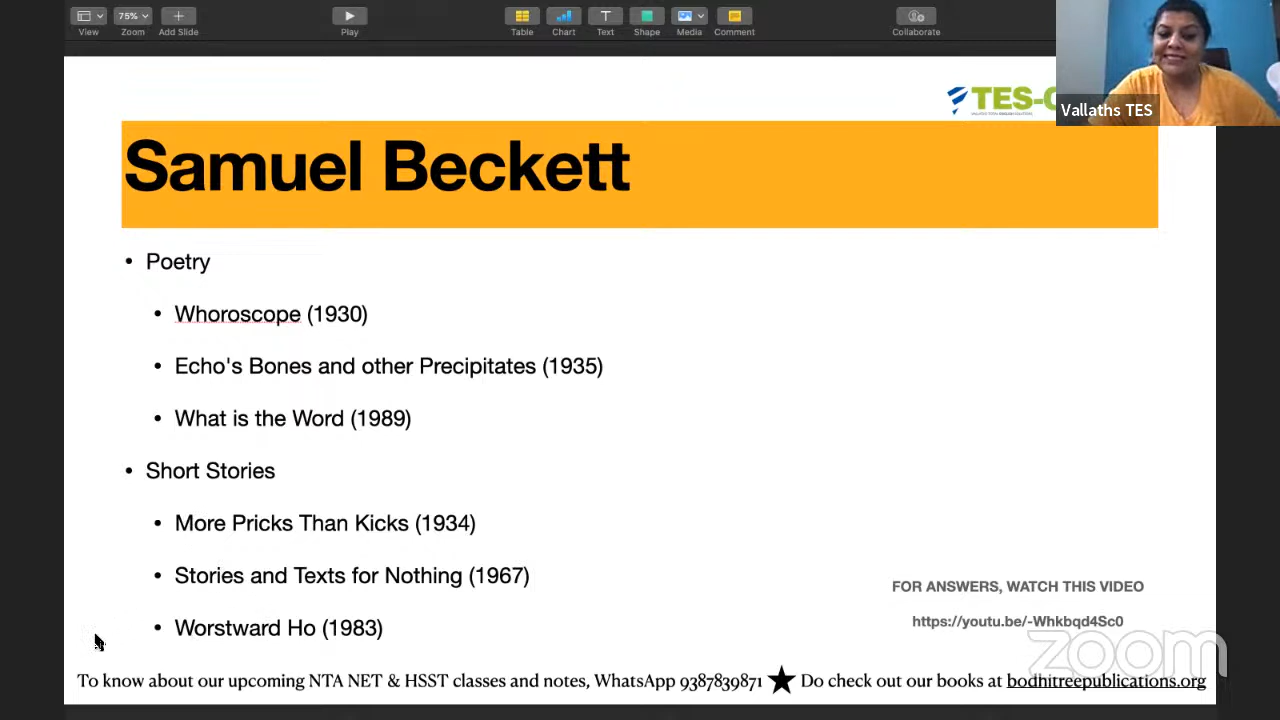 View
75%
Zoom
Add Slide
Play
Table
Chart
Text
Shape
Media
Comment
Collaborate
Vallaths TES
TES-
Samuel Beckett
• Poetry
• Whoroscope (1930)
• Echo's Bones and other Precipitates (1935)
• What is the Word (1989)
• Short Stories
• More Pricks Than Kicks (1934)
• Stories and Texts for Nothing (1967)
• Worstward Ho (1983)
FOR ANSWERS, WATCH THIS VIDEO
https://youtu.be/-Whkbqd4Sc0
zoom
To know about our upcoming NTA NET & HSST classes and notes, WhatsApp 9387839871 ★ Do check out our books at bodhitreepublications.org